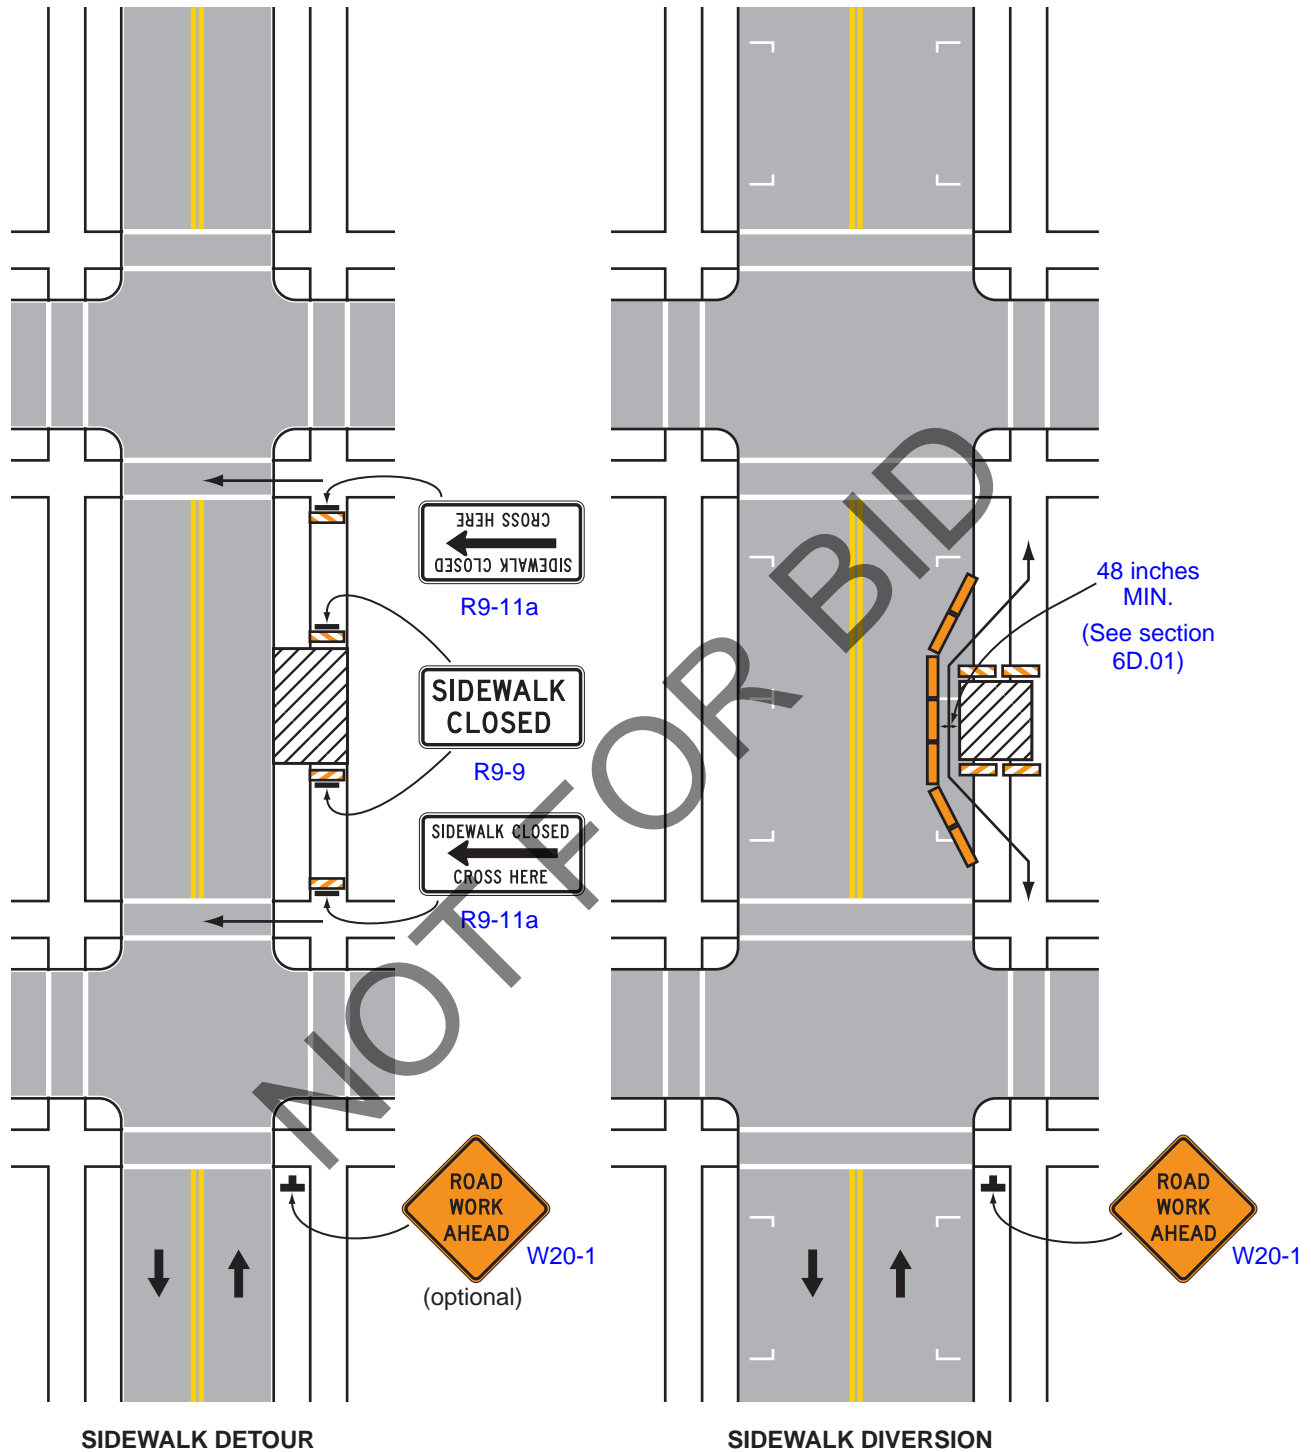 CROSS HERE
SIDEWALK CLOSED
R9-11a
SIDEWALK
CLOSED
R9-9
SIDEWALK CLOSED
CROSS HERE
R9-11a
ROAD
WORK
AHEAD
W20-1
(optional)
SIDEWALK DETOUR
48 inches
MIN.
(See section
6D.01)
ROAD
WORK
AHEAD
W20-1
SIDEWALK DIVERSION
NOT FOR BID